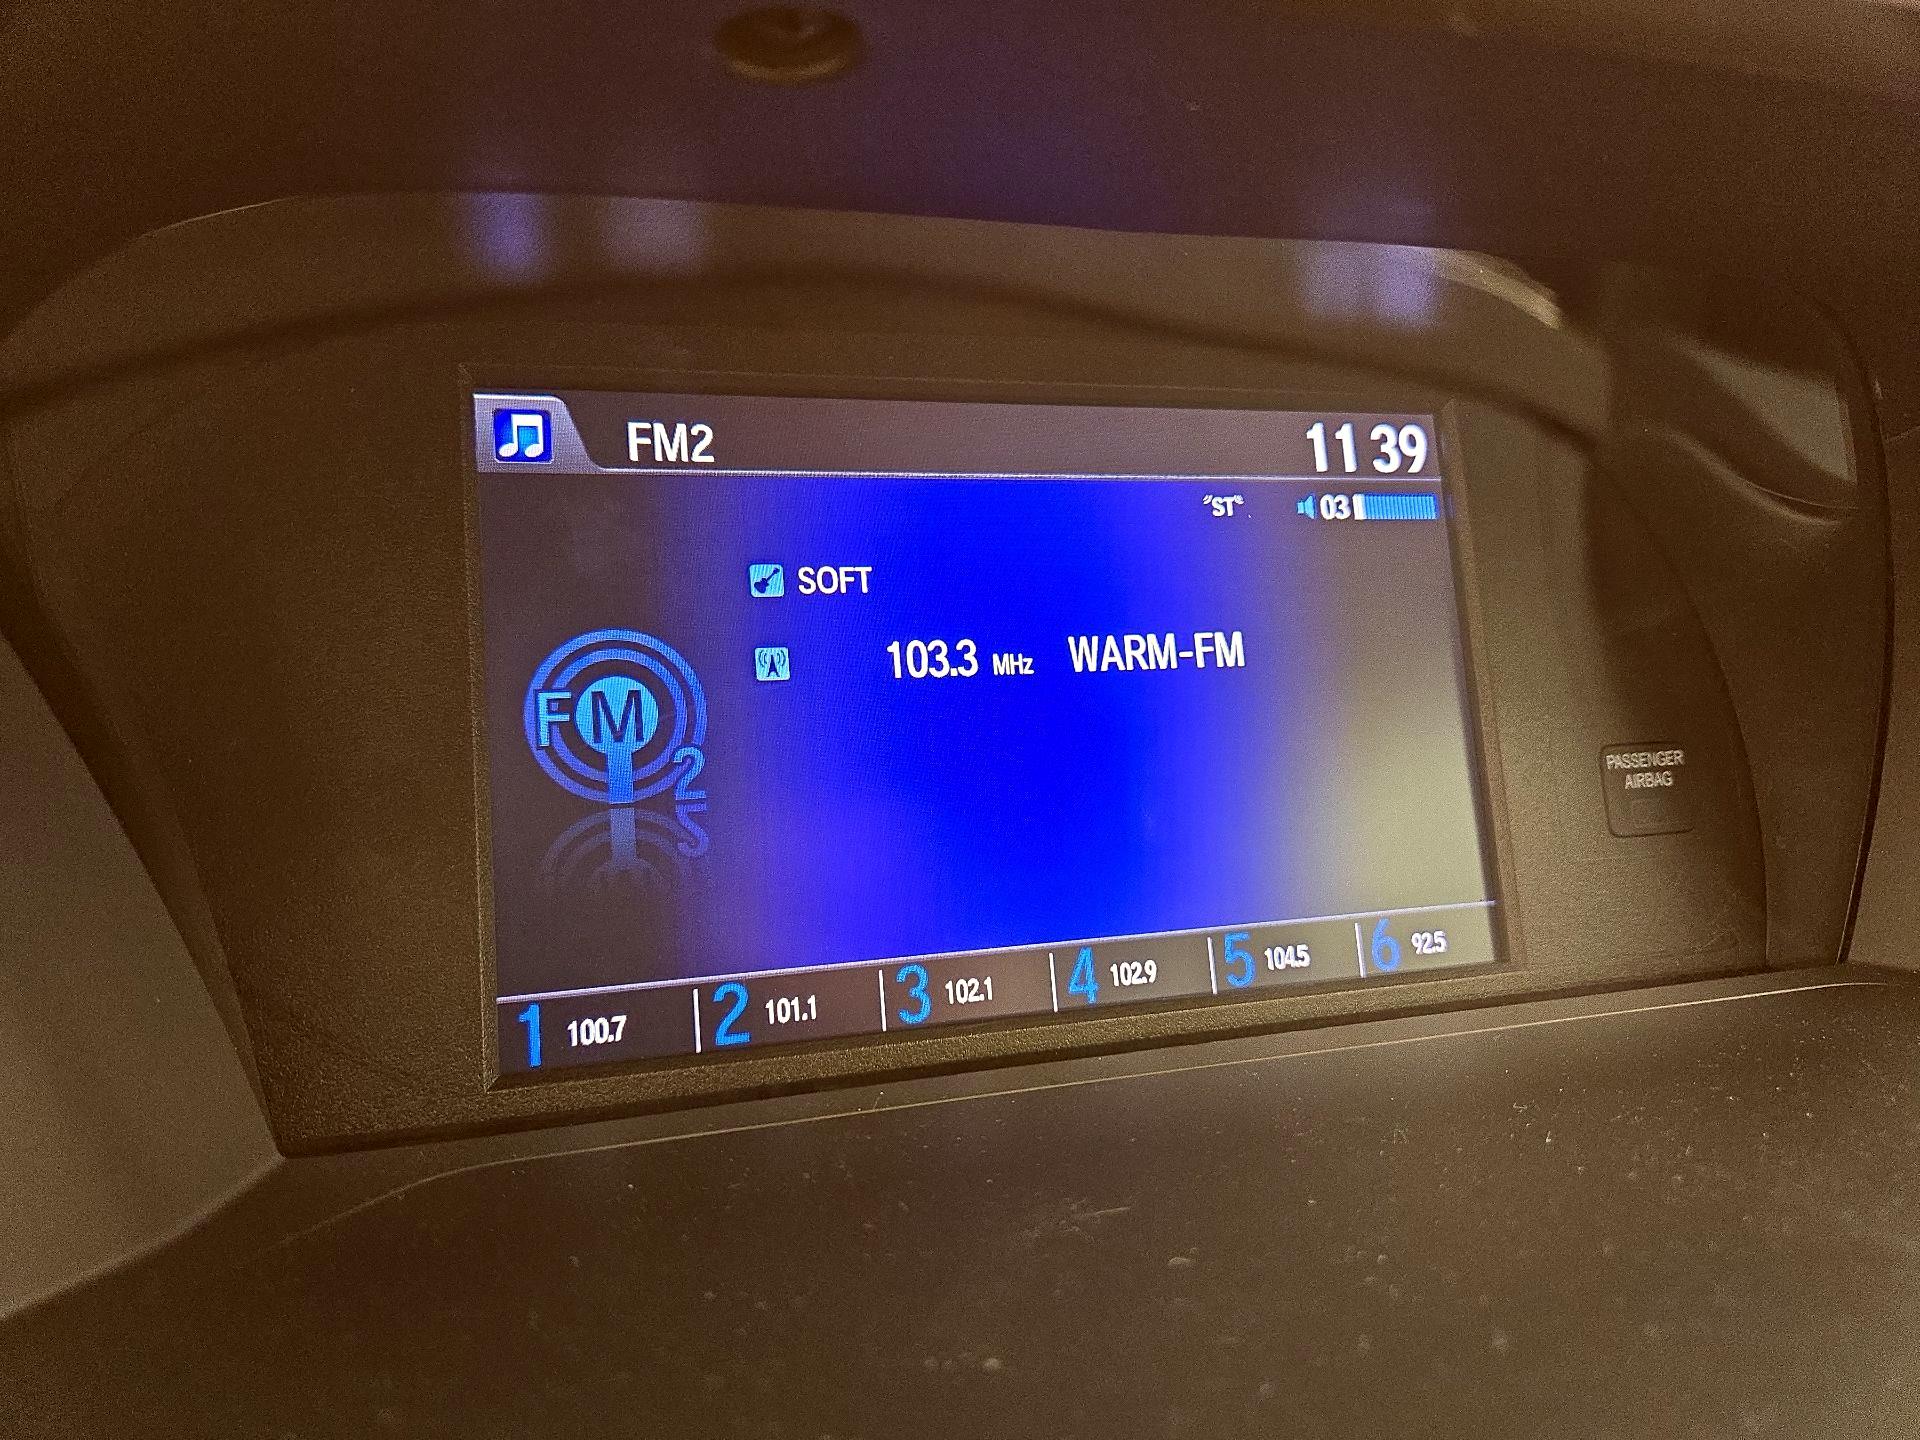 FM2 11 39
"ST" 03
SOFT
103.3 MHz WARM-FM
FM
2
PASSENGER
AIRBAG
1 100.7 2 101.1 3 102.1 4 102.9 5 104.5 6 92.5